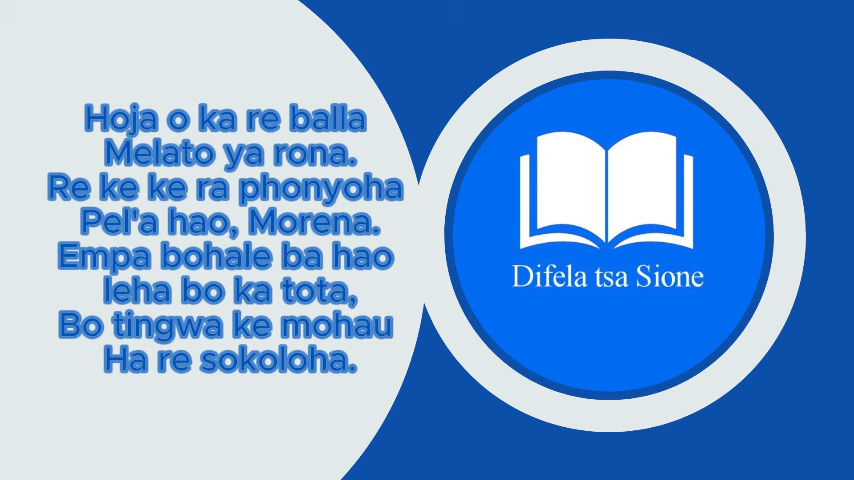 Hoja o ka re balla
Melato ya rona.
Re ke ke ra phonyoha
Pel'a hao, Morena.
Empa bohale ba hao
leha bo ka tota,
Bo tingwa ke mohau
Ha re sokoloha.
Difela tsa Sione